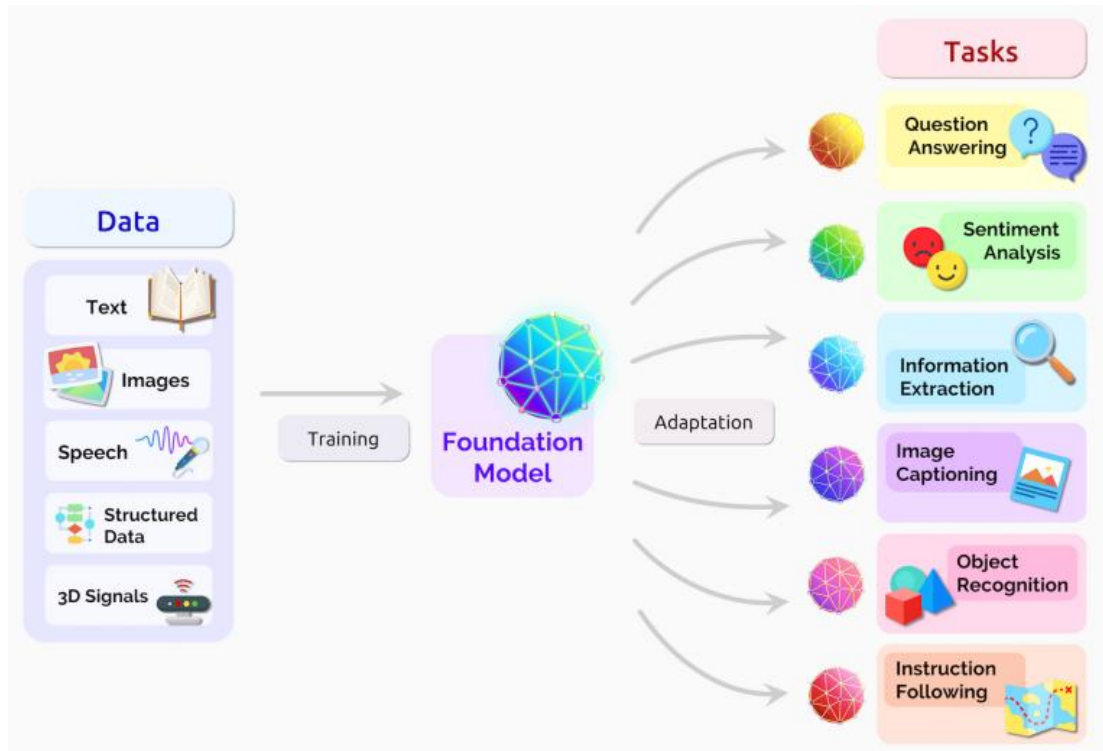 Data
Text
Images
Speech
Structured
Data
3D Signals
Training
Foundation
Model
Adaptation
Tasks
Question
Answering
?
Sentiment
Analysis
Information
Extraction
Image
Captioning
Object
Recognition
Instruction
Following